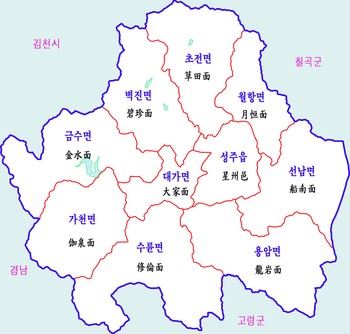 김천시
칠곡군
초전면
草田面
벽진면
碧珍面
월항면
月恒面
금수면
金水面
성주읍
星州邑
선남면
船南面
대가면
大家面
가천면
伽泉面
수륜면
修倫面
용암면
龍岩面
경남
고령군